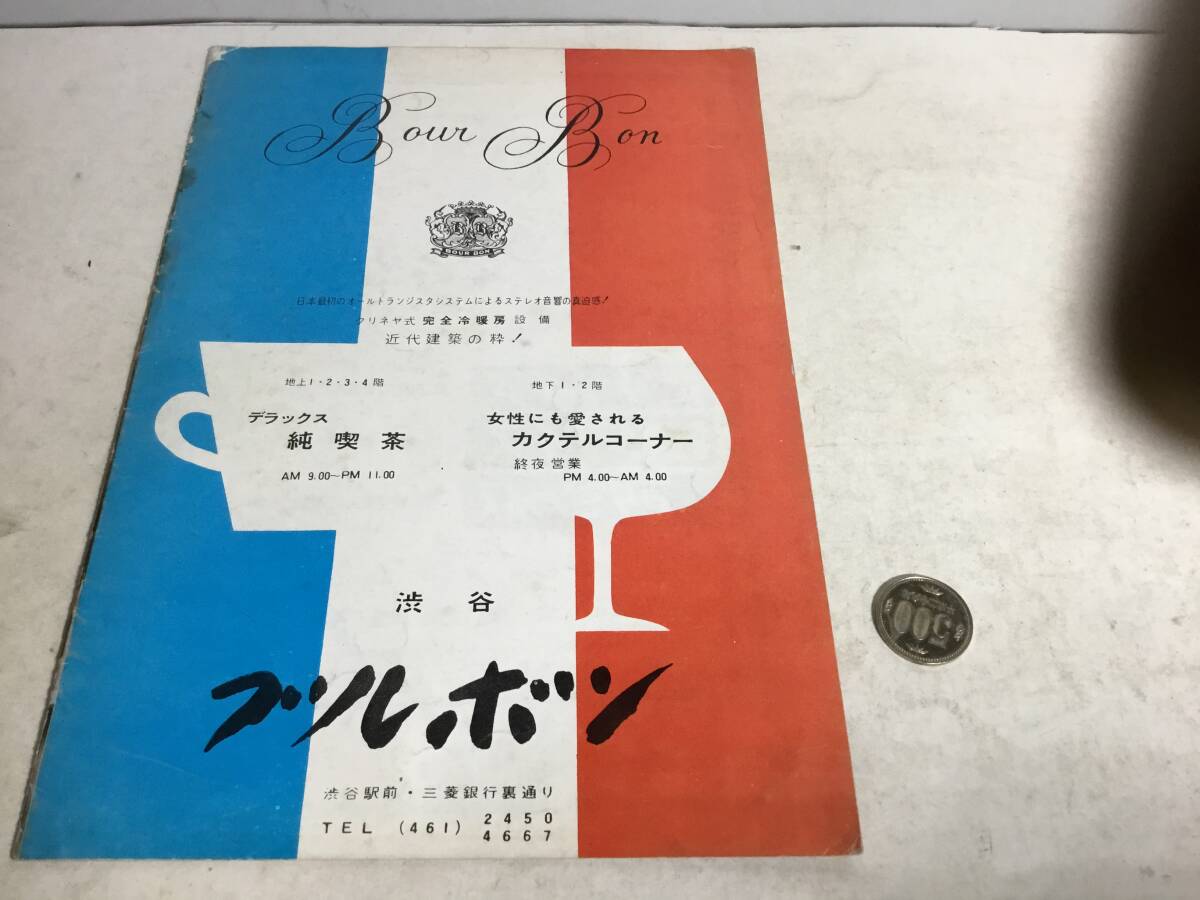 Bour Bon
BOUR BON
日本最初のオールトランジスタシステムによるステレオ音響の真迫感!
クリネヤ式 完全冷暖房 設備
近代建築の粋!
地上1・2・3・4階
デラックス
純喫茶
AM 9.00~PM 11.00
地下1・2階
女性にも愛される
カクテルコーナー
終夜営業
PM 4.00~AM 4.00
渋谷
ブルボン
渋谷駅前・三菱銀行裏通り
TEL (461) 2450
4667
500